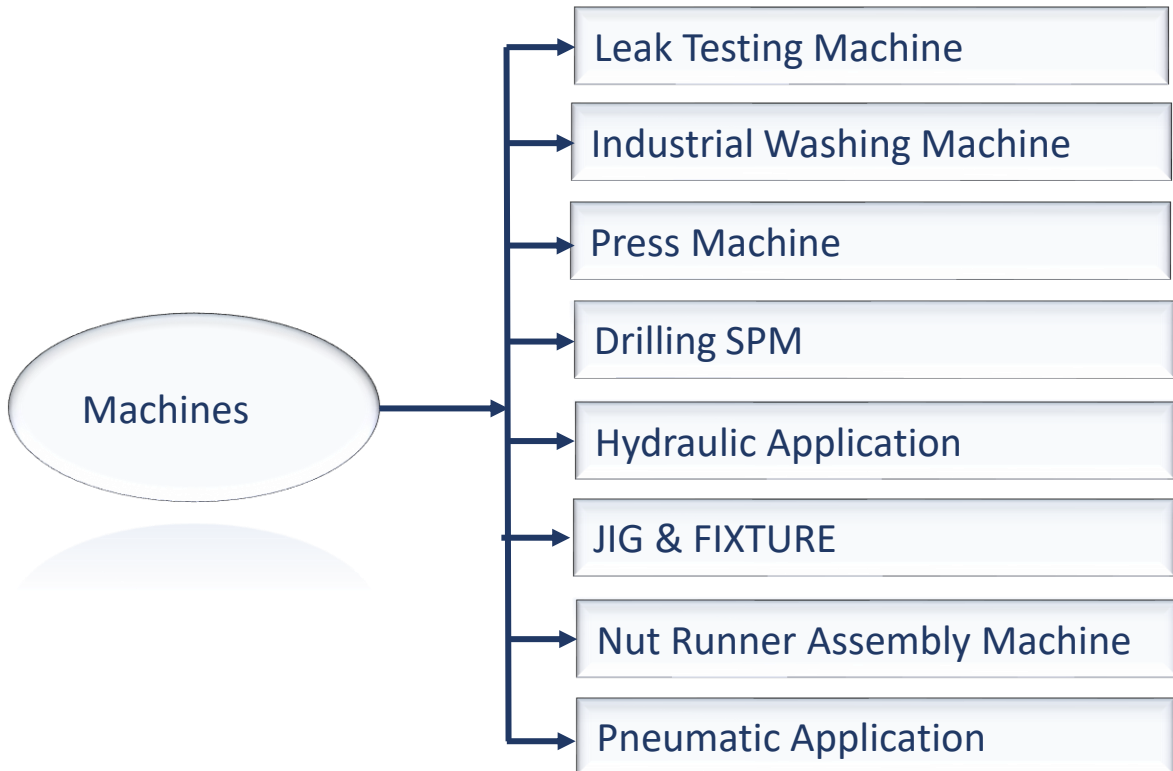 Leak Testing Machine
Industrial Washing Machine
Press Machine
Drilling SPM
Machines
Hydraulic Application
JIG & FIXTURE
Nut Runner Assembly Machine
Pneumatic Application